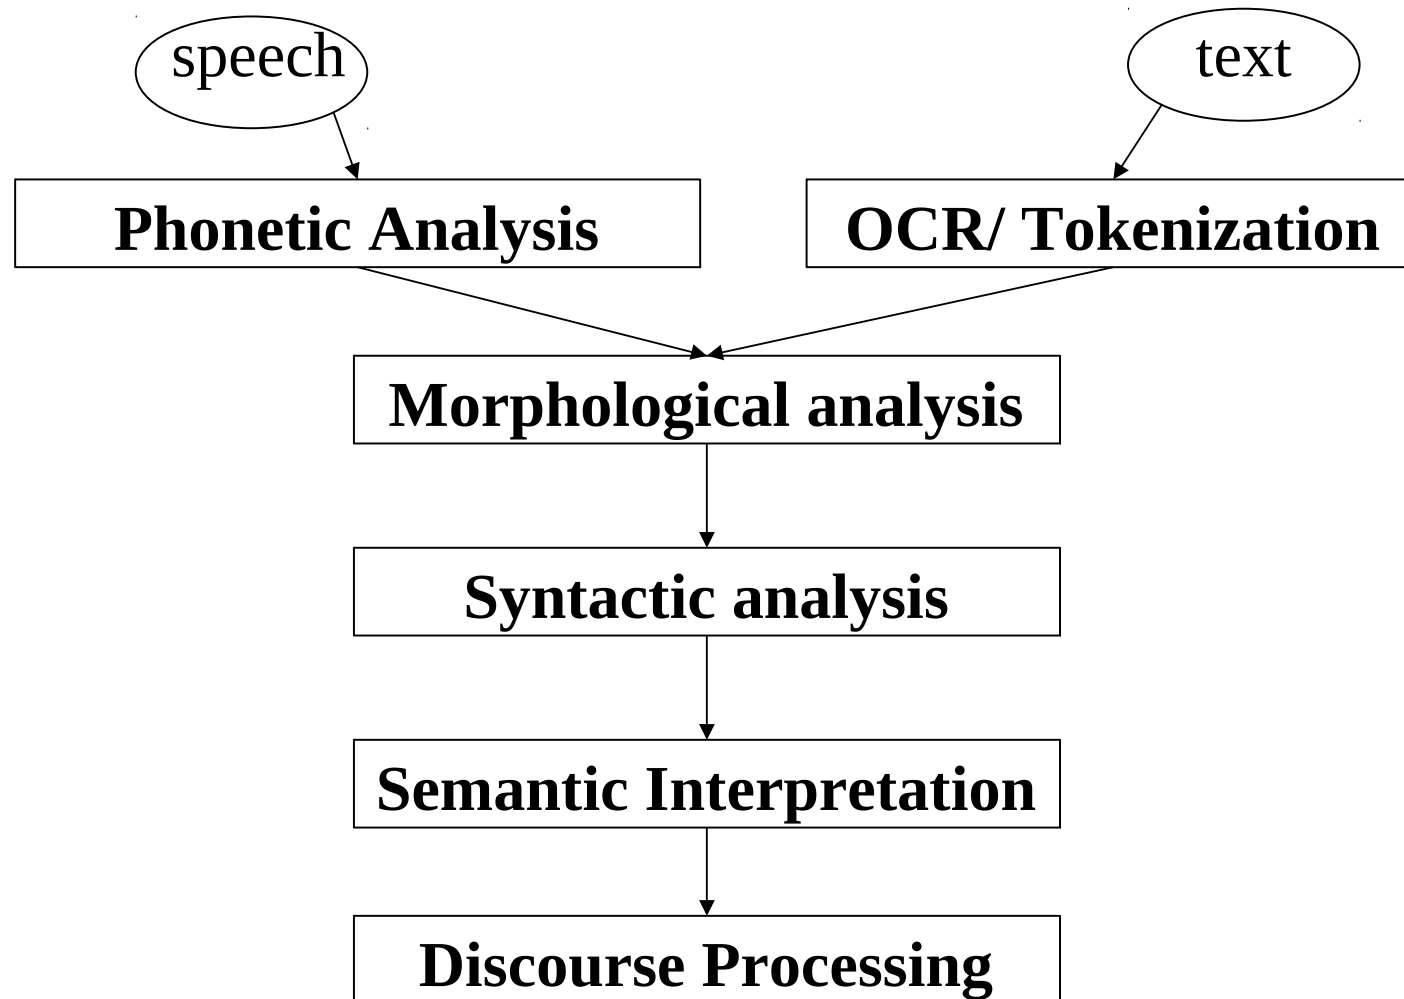 speech
text
Phonetic Analysis
OCR/ Tokenization
Morphological analysis
Syntactic analysis
Semantic Interpretation
Discourse Processing